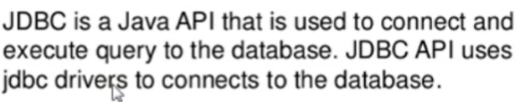 JDBC is a Java API that is used to connect and
execute query to the database. JDBC API uses
jdbc drivers to connects to the database.